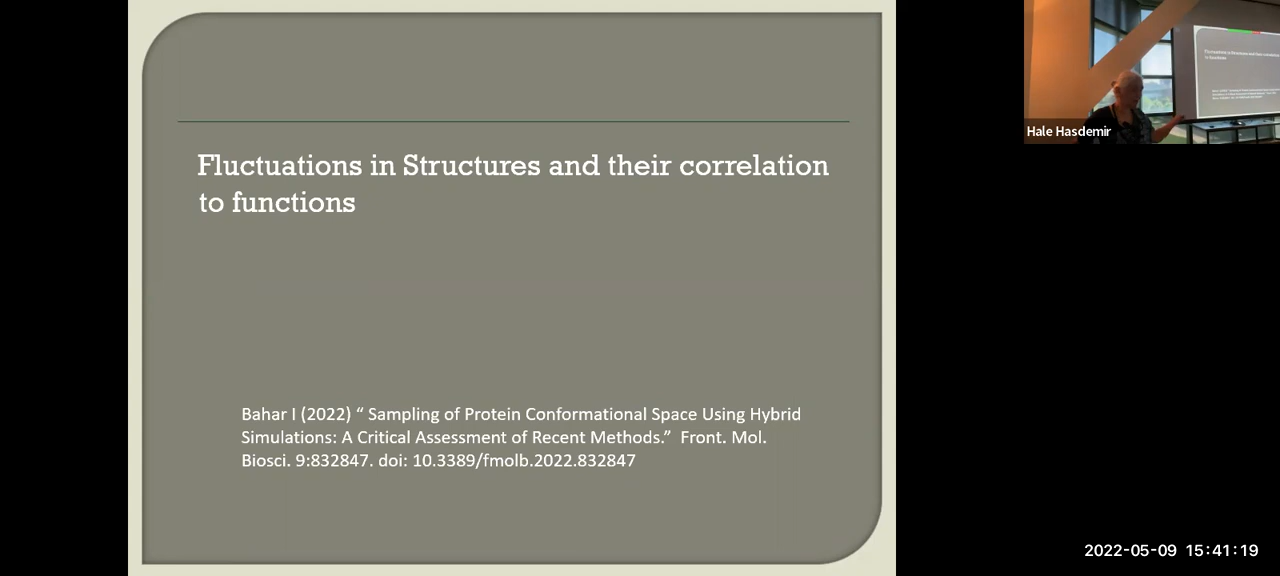 Fluctuations in Structures and their correlation
to functions
Bahar I (2022) “ Sampling of Protein Conformational Space Using Hybrid
Simulations: A Critical Assessment of Recent Methods.”  Front. Mol.
Biosci. 9:832847. doi: 10.3389/fmolb.2022.832847
Hale Hasdemir
2022-05-09 15:41:19